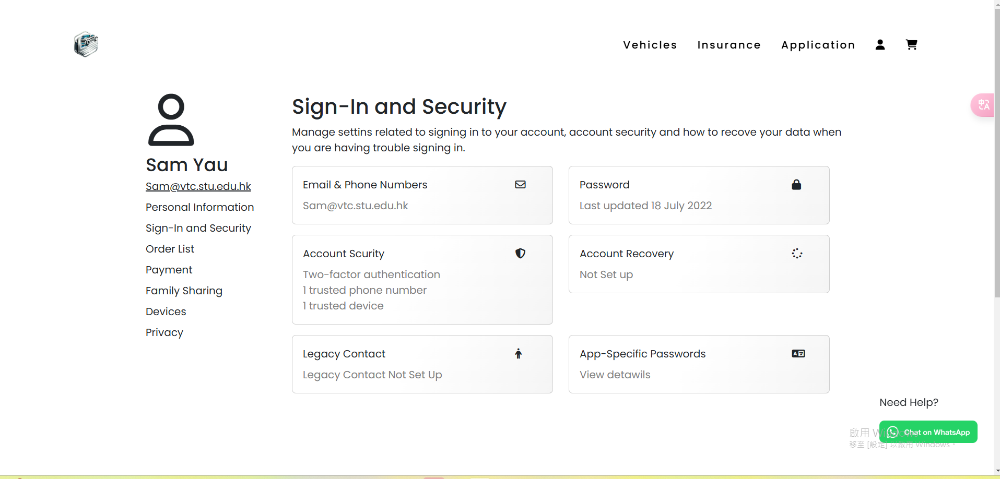 Vehicles
Insurance
Application
Sam Yau
Sam@vtc.stu.edu.hk
Personal Information
Sign-In and Security
Order List
Payment
Family Sharing
Devices
Privacy
Sign-In and Security
Manage settins related to signing in to your account, account security and how to recove your data when
you are having trouble signing in.
Email & Phone Numbers
Sam@vtc.stu.edu.hk
Password
Last updated 18 July 2022
Account Scurity
Two-factor authentication
1 trusted phone number
1 trusted device
Account Recovery
Not Set up
Legacy Contact
Legacy Contact Not Set Up
App-Specific Passwords
View detawils
Need Help?
Chat on WhatsApp
啟用 Windows
移至 [設定] 以啟用 Windows。